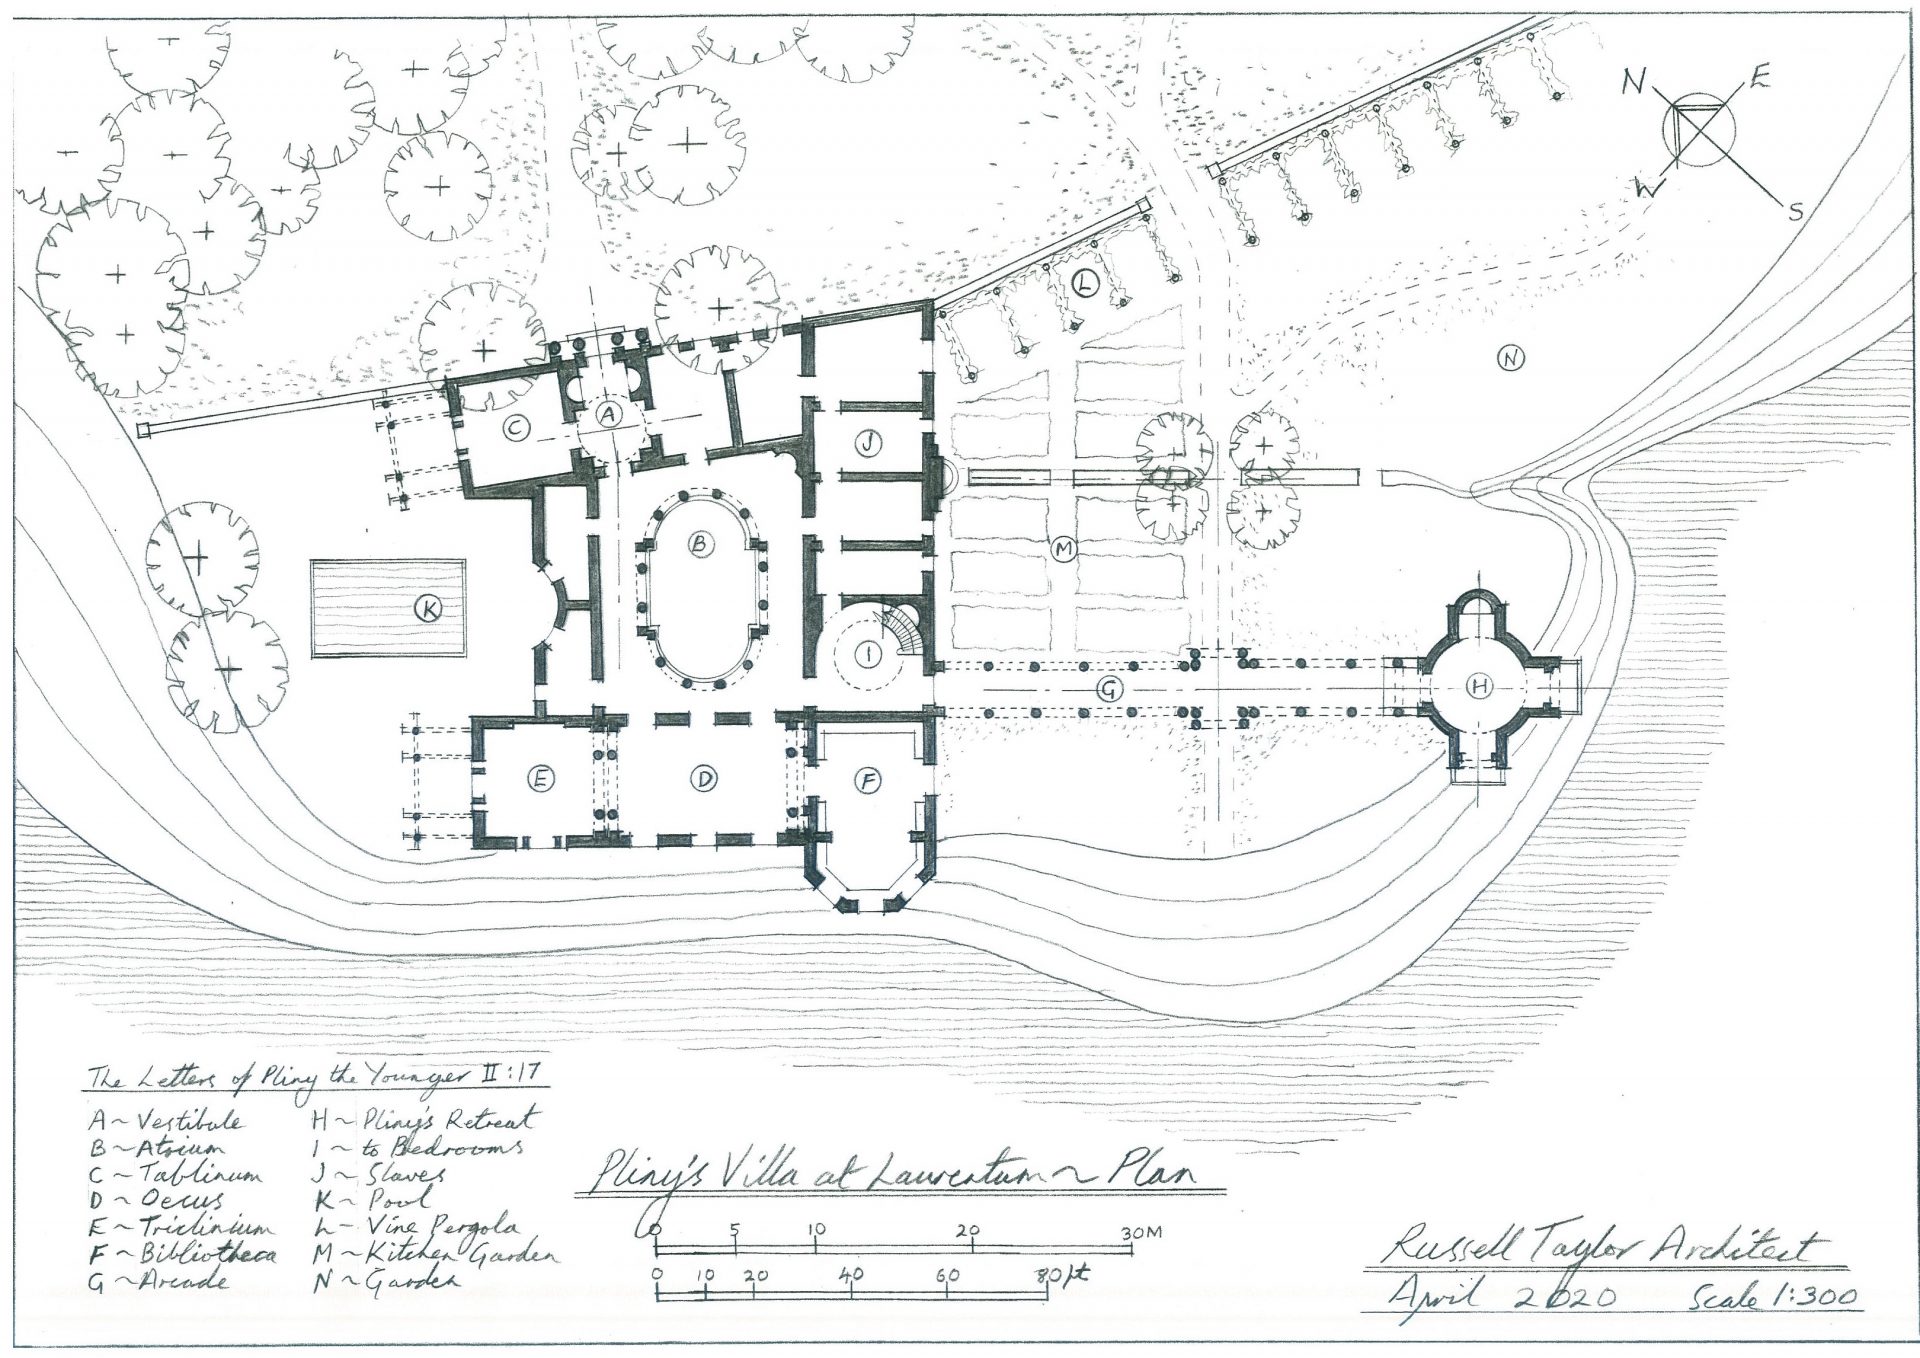 N E
W S
L
N
A
C
J
B
M
K
I
G
H
E
D
F
The Letters of Pliny the Younger II:17
A ~ Vestibule
B ~ Atrium
C ~ Tablinum
D ~ Oecus
E ~ Triclinium
F ~ Bibliotheca
G ~ Arcade
H ~ Pliny's Retreat
I ~ to Bedrooms
J ~ Slaves
K ~ Pool
L ~ Vine Pergola
M ~ Kitchen Garden
N ~ Garden
Pliny's Villa at Laurentum ~ Plan
0 5 10 20 30M
0 10 20 40 60 80ft
Russell Taylor Architect
April 2020 Scale 1:300